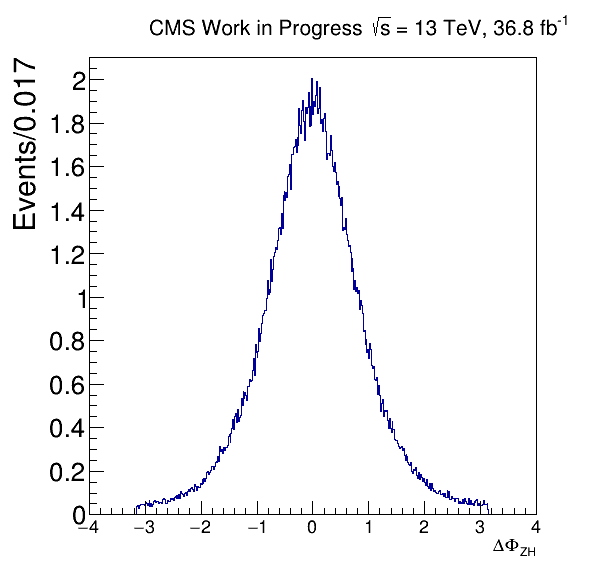 CMS Work in Progress √s = 13 TeV, 36.8 fb⁻¹
Events/0.017
2
1.8
1.6
1.4
1.2
1
0.8
0.6
0.4
0.2
0
−4 −3 −2 −1 0 1 2 3 4
ΔΦ_ZH